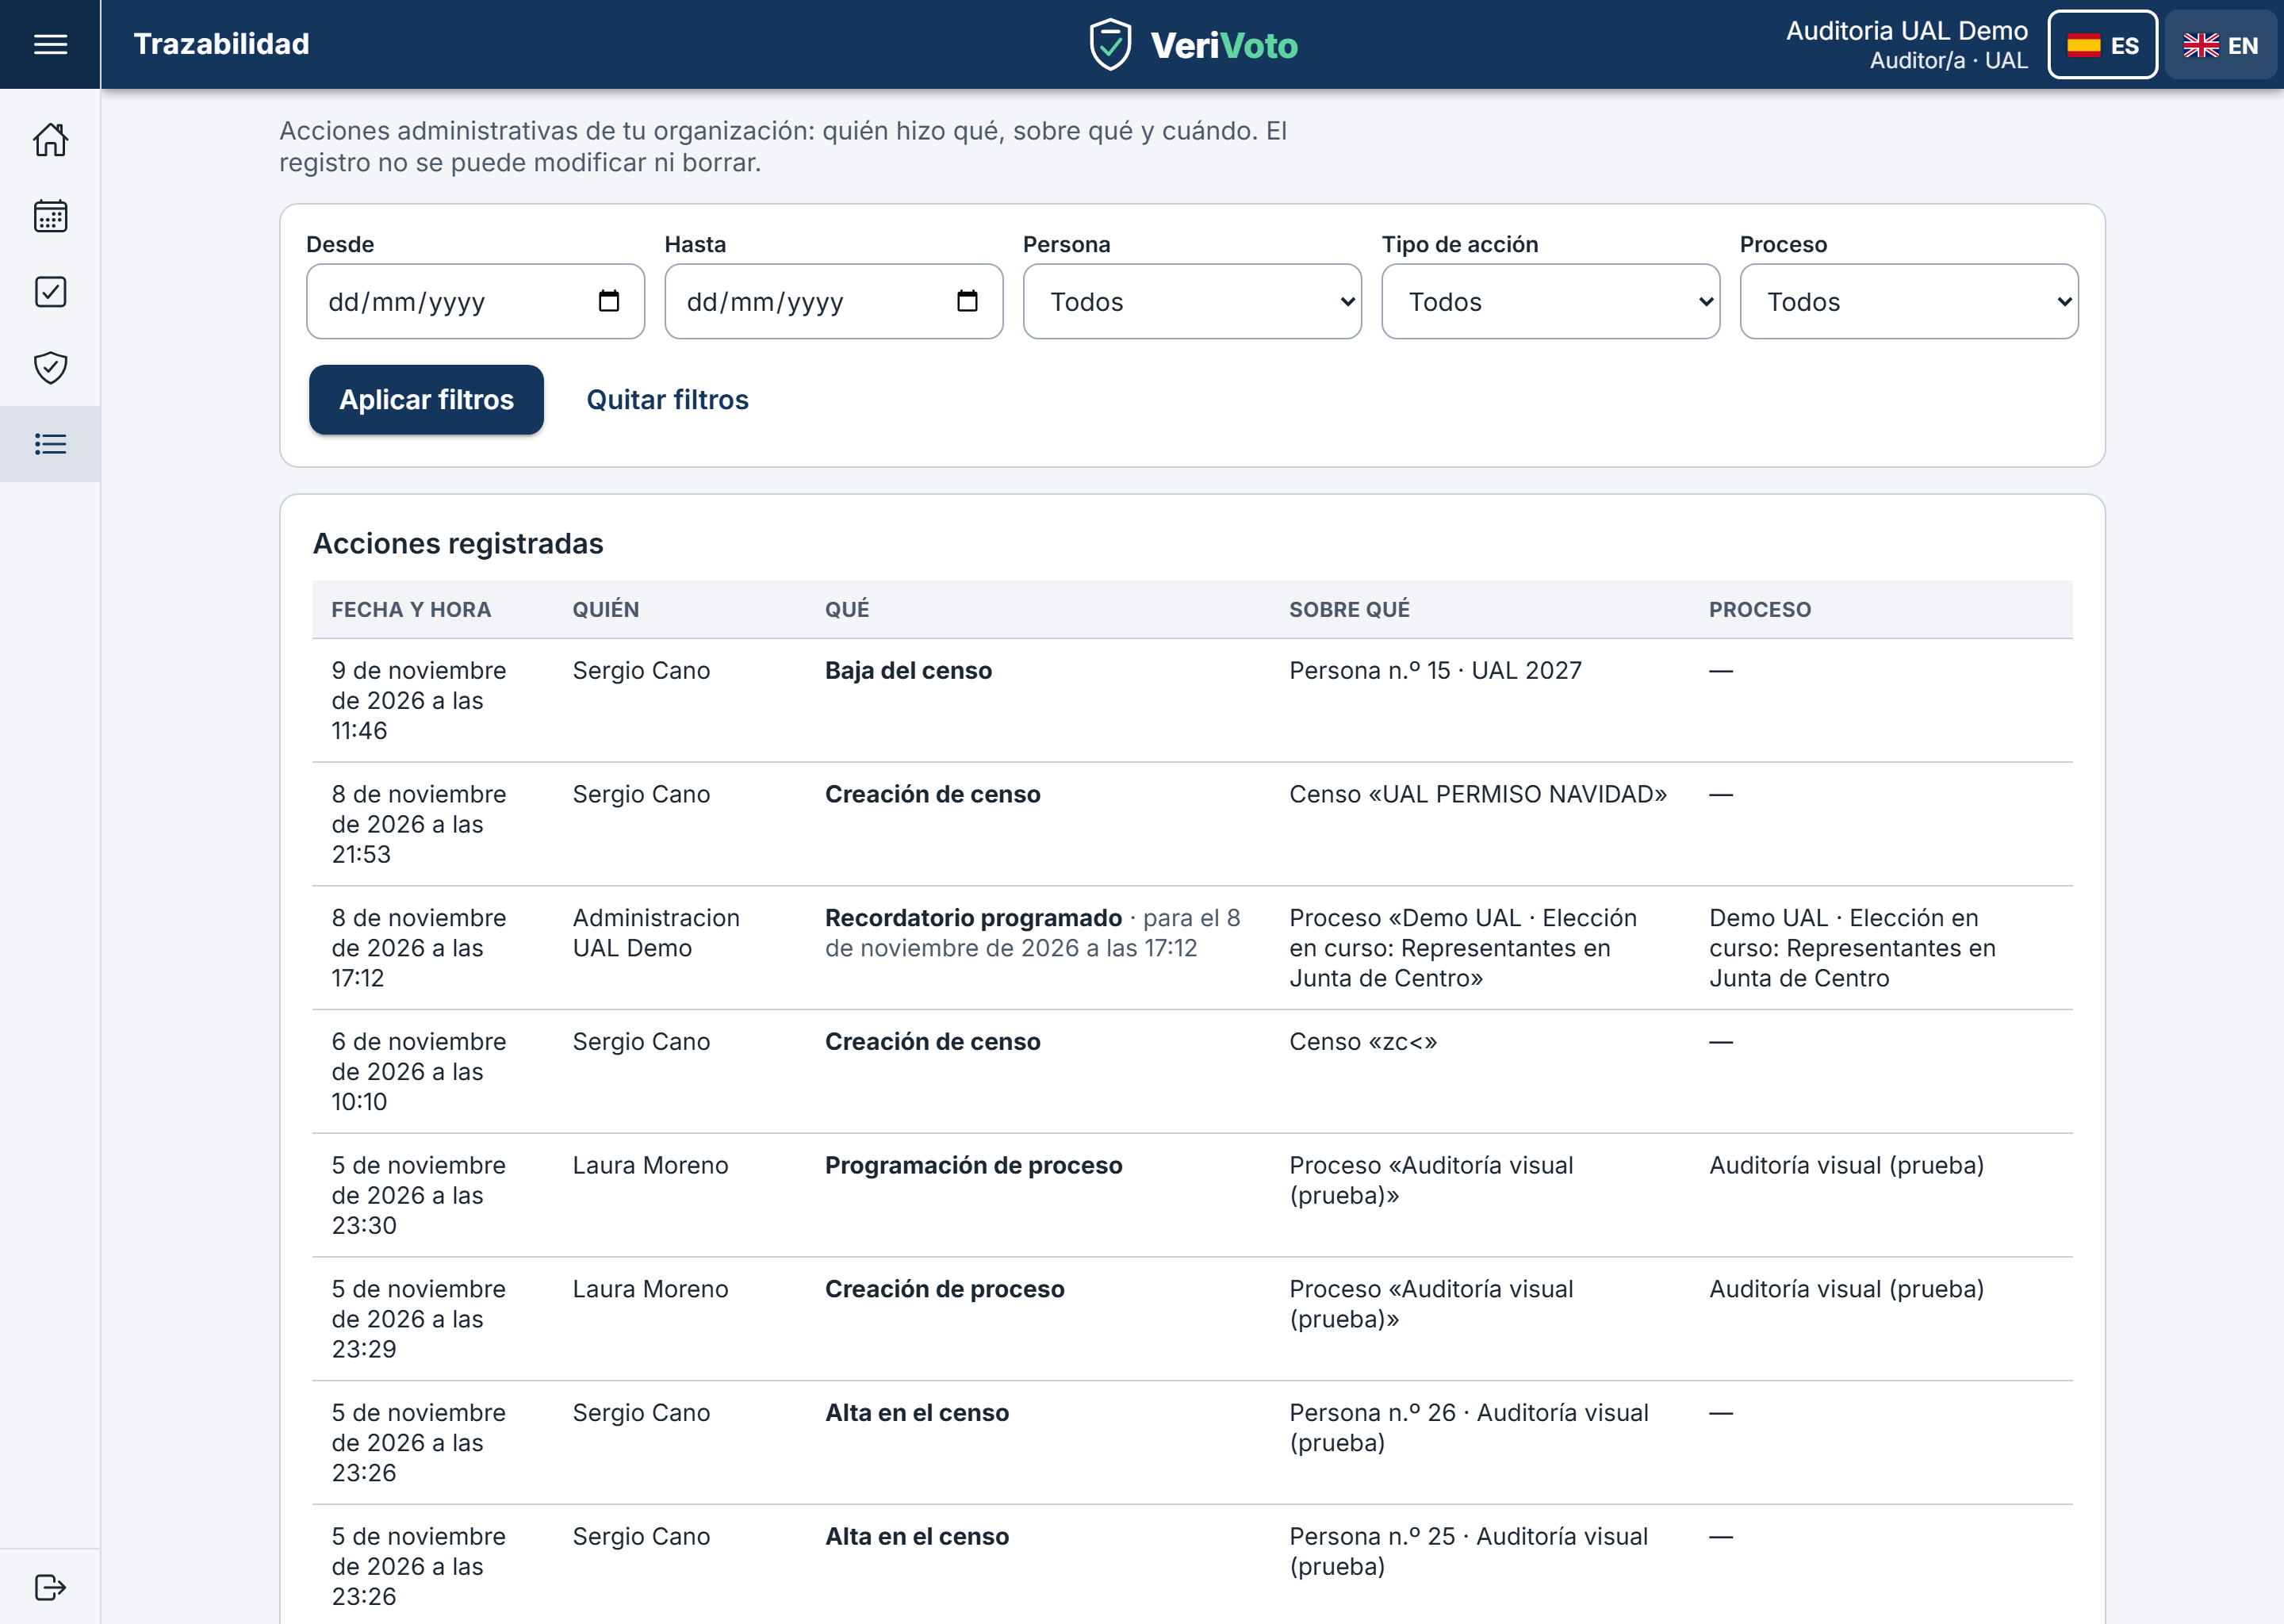 Trazabilidad
VeriVoto
Auditoria UAL Demo
Auditor/a · UAL
ES
EN
Acciones administrativas de tu organización: quién hizo qué, sobre qué y cuándo. El
registro no se puede modificar ni borrar.
Desde
Hasta
Persona
Tipo de acción
Proceso
dd/mm/yyyy
dd/mm/yyyy
Todos
Todos
Todos
Aplicar filtros
Quitar filtros
Acciones registradas
FECHA Y HORA
QUIÉN
QUÉ
SOBRE QUÉ
PROCESO
9 de noviembre
de 2026 a las
11:46
Sergio Cano
Baja del censo
Persona n.º 15 · UAL 2027
—
8 de noviembre
de 2026 a las
21:53
Sergio Cano
Creación de censo
Censo «UAL PERMISO NAVIDAD»
—
8 de noviembre
de 2026 a las
17:12
Administracion
UAL Demo
Recordatorio programado · para el 8
de noviembre de 2026 a las 17:12
Proceso «Demo UAL · Elección
en curso: Representantes en
Junta de Centro»
Demo UAL · Elección en
curso: Representantes en
Junta de Centro
6 de noviembre
de 2026 a las
10:10
Sergio Cano
Creación de censo
Censo «zc<»
—
5 de noviembre
de 2026 a las
23:30
Laura Moreno
Programación de proceso
Proceso «Auditoría visual
(prueba)»
Auditoría visual (prueba)
5 de noviembre
de 2026 a las
23:29
Laura Moreno
Creación de proceso
Proceso «Auditoría visual
(prueba)»
Auditoría visual (prueba)
5 de noviembre
de 2026 a las
23:26
Sergio Cano
Alta en el censo
Persona n.º 26 · Auditoría visual
(prueba)
—
5 de noviembre
de 2026 a las
23:26
Sergio Cano
Alta en el censo
Persona n.º 25 · Auditoría visual
(prueba)
—